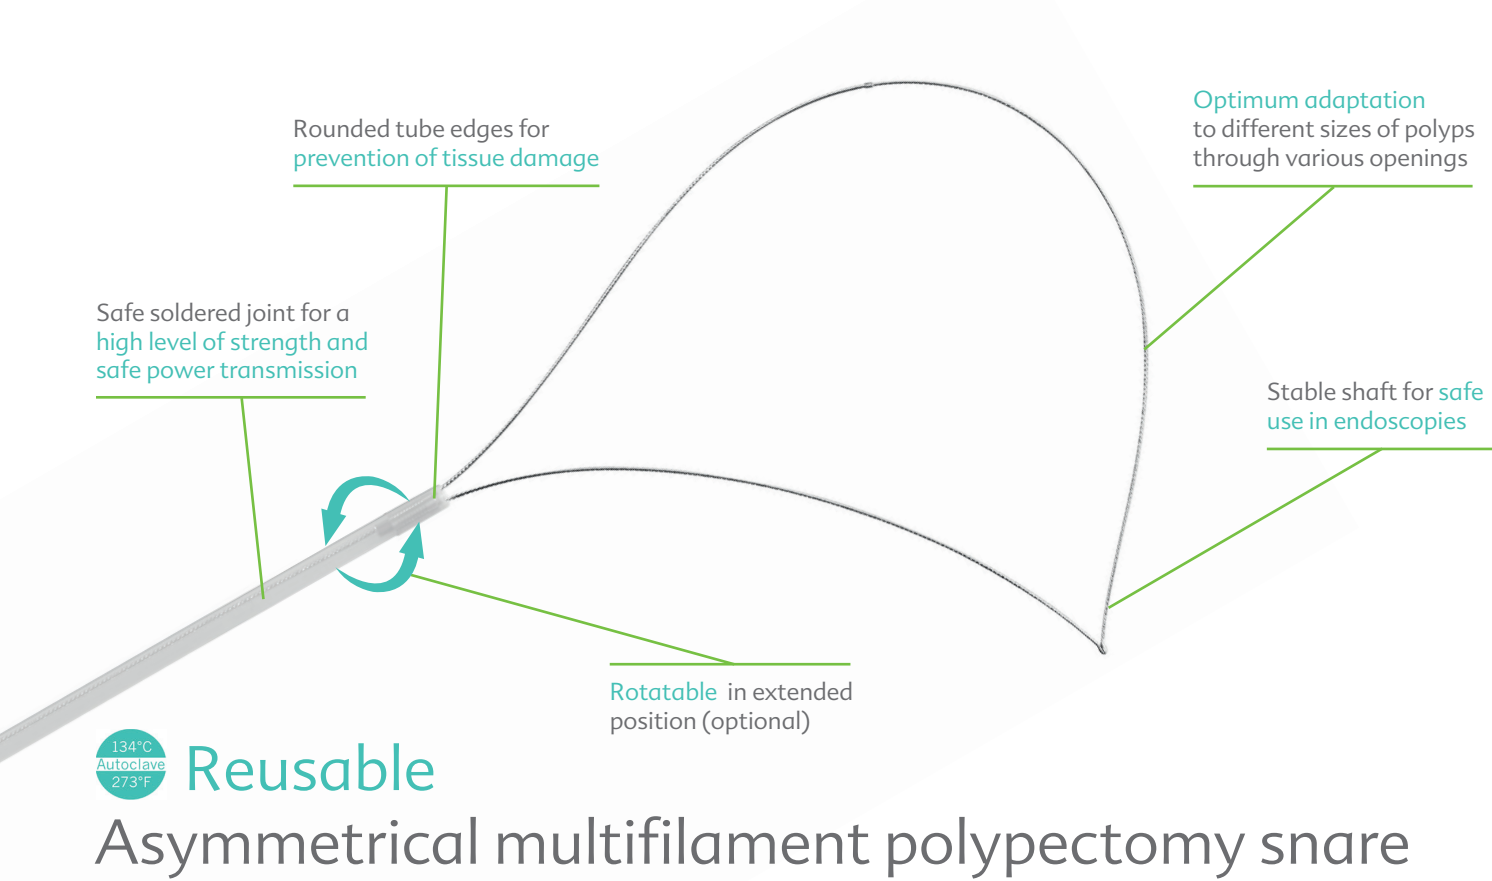 Rounded tube edges for
prevention of tissue damage
Optimum adaptation
to different sizes of polyps
through various openings
Safe soldered joint for a
high level of strength and
safe power transmission
Stable shaft for safe
use in endoscopies
Rotatable in extended
position (optional)
134°C
Autoclave
273°F
Reusable
Asymmetrical multifilament polypectomy snare